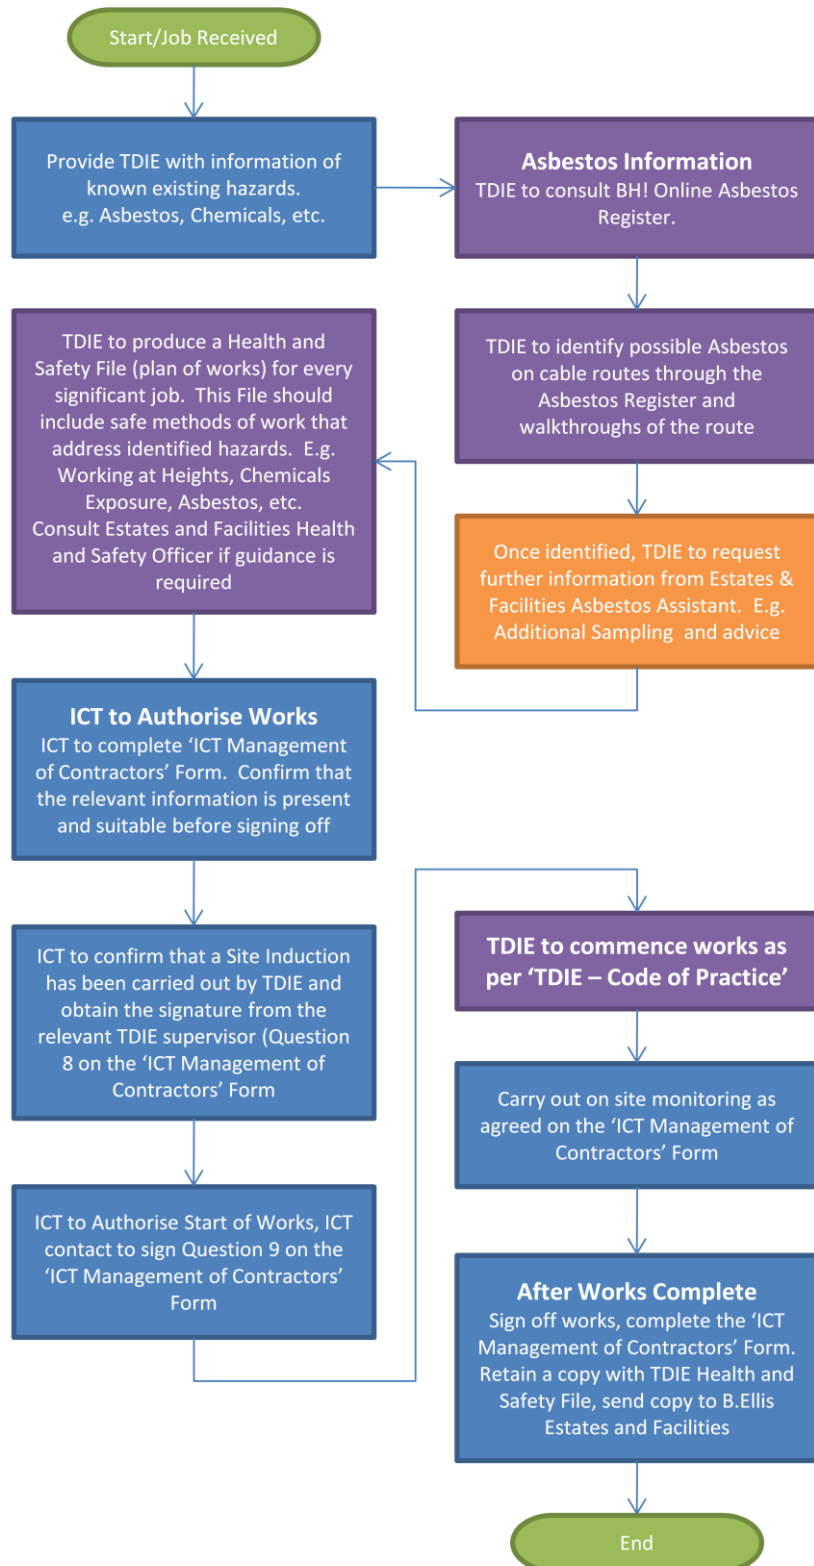 Start/Job Received
Provide TDIE with information of
known existing hazards.
e.g. Asbestos, Chemicals, etc.
Asbestos Information
TDIE to consult BH! Online Asbestos
Register.
TDIE to identify possible Asbestos
on cable routes through the
Asbestos Register and
walkthroughs of the route
Once identified, TDIE to request
further information from Estates &
Facilities Asbestos Assistant.  E.g.
Additional Sampling  and advice
TDIE to produce a Health and
Safety File (plan of works) for every
significant job.  This File should
include safe methods of work that
address identified hazards.  E.g.
Working at Heights, Chemicals
Exposure, Asbestos, etc.
Consult Estates and Facilities Health
and Safety Officer if guidance is
required
ICT to Authorise Works
ICT to complete ‘ICT Management
of Contractors’ Form.  Confirm that
the relevant information is present
and suitable before signing off
ICT to confirm that a Site Induction
has been carried out by TDIE and
obtain the signature from the
relevant TDIE supervisor (Question
8 on the ‘ICT Management of
Contractors’ Form
ICT to Authorise Start of Works, ICT
contact to sign Question 9 on the
‘ICT Management of Contractors’
Form
TDIE to commence works as
per ‘TDIE – Code of Practice’
Carry out on site monitoring as
agreed on the ‘ICT Management of
Contractors’ Form
After Works Complete
Sign off works, complete the ‘ICT
Management of Contractors’ Form.
Retain a copy with TDIE Health and
Safety File, send copy to B.Ellis
Estates and Facilities
End